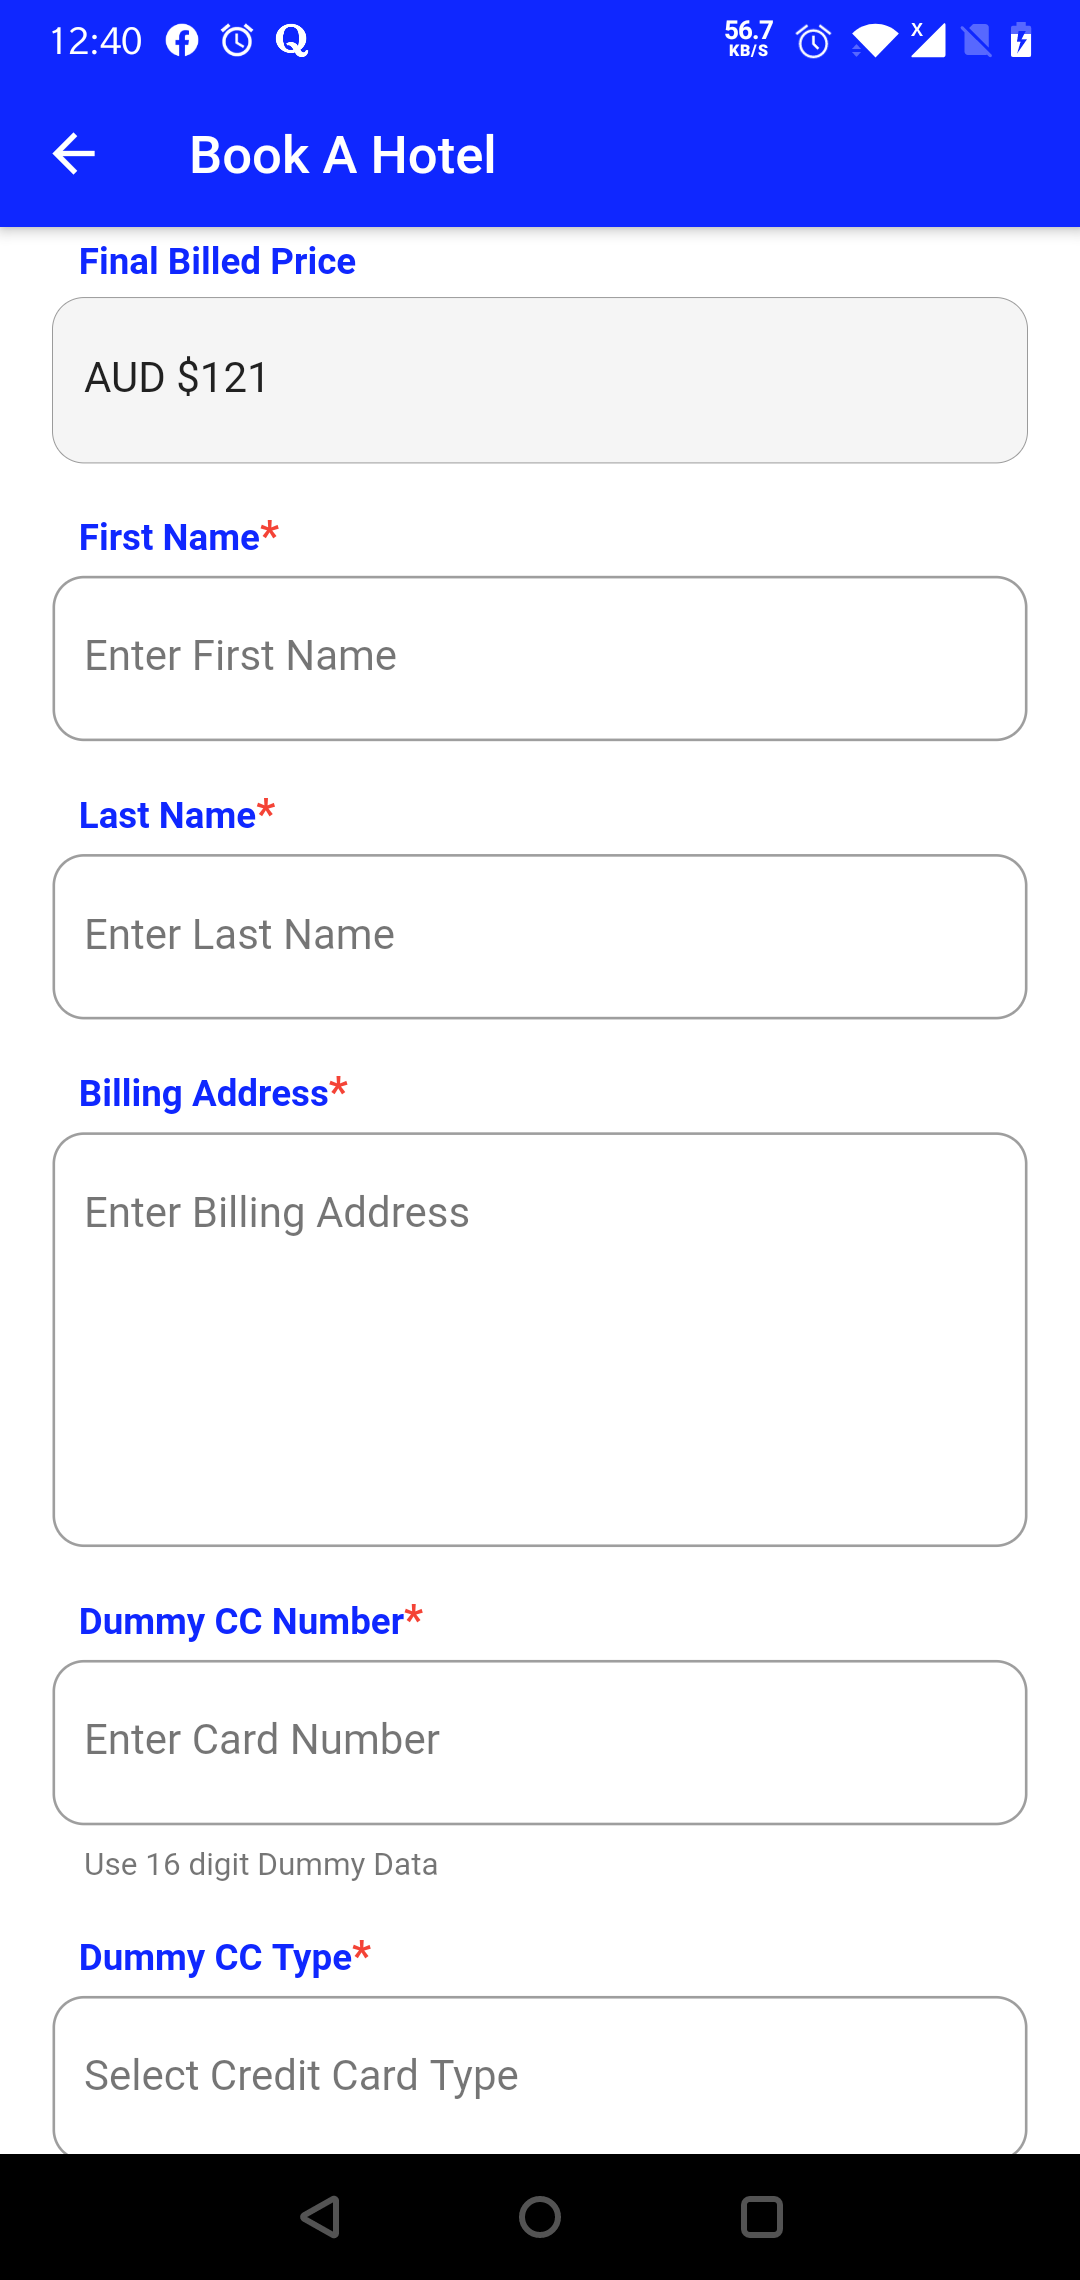 12:40
56.7
KB/S
X
Book A Hotel
Final Billed Price
AUD $121
First Name*
Enter First Name
Last Name*
Enter Last Name
Billing Address*
Enter Billing Address
Dummy CC Number*
Enter Card Number
Use 16 digit Dummy Data
Dummy CC Type*
Select Credit Card Type